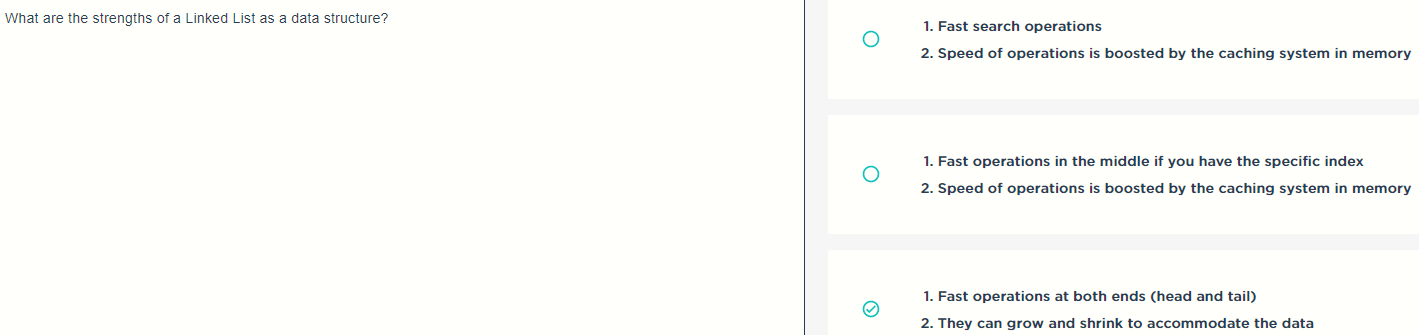 What are the strengths of a Linked List as a data structure?
1. Fast search operations
2. Speed of operations is boosted by the caching system in memory
1. Fast operations in the middle if you have the specific index
2. Speed of operations is boosted by the caching system in memory
1. Fast operations at both ends (head and tail)
2. They can grow and shrink to accommodate the data